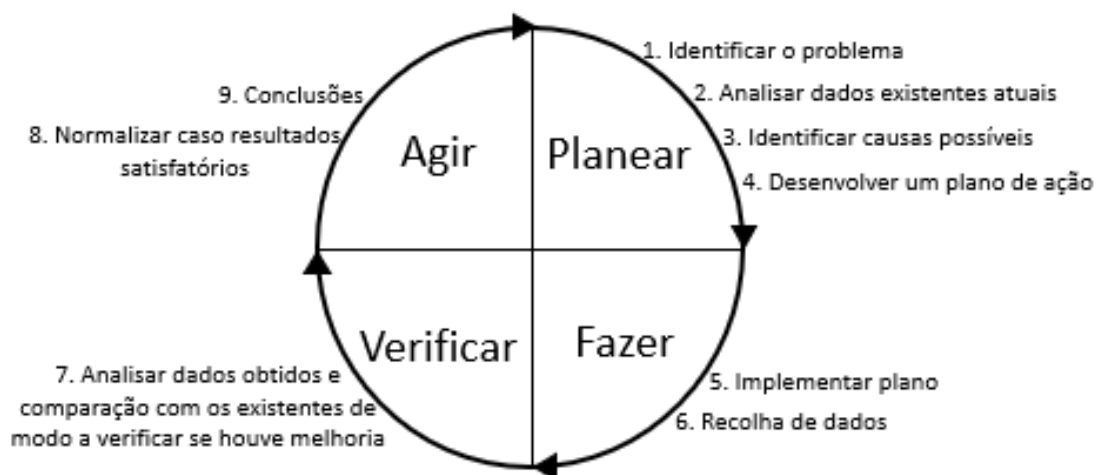 1. Identificar o problema
2. Analisar dados existentes atuais
3. Identificar causas possíveis
4. Desenvolver um plano de ação
Planear
Fazer
5. Implementar plano
6. Recolha de dados
Verificar
7. Analisar dados obtidos e
comparação com os existentes de
modo a verificar se houve melhoria
Agir
8. Normalizar caso resultados
satisfatórios
9. Conclusões